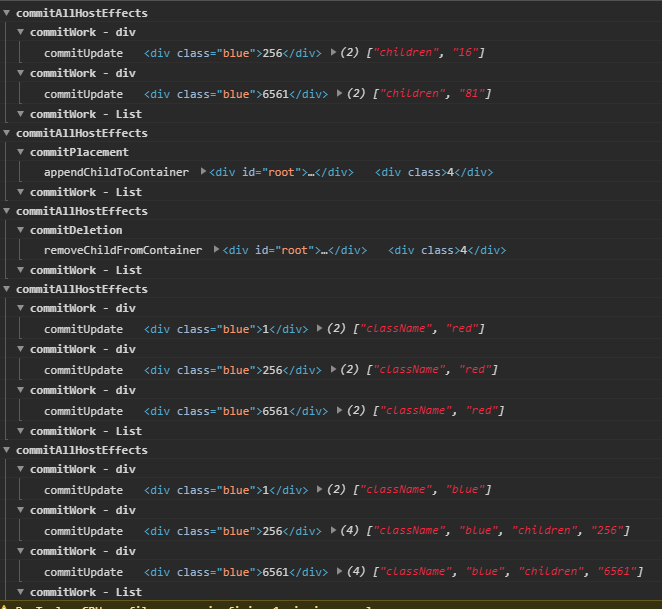 ▼ commitAllHostEffects
▼ commitWork - div
commitUpdate <div class="blue">256</div> ▶ (2) ["children", "16"]
▼ commitWork - div
commitUpdate <div class="blue">6561</div> ▶ (2) ["children", "81"]
▼ commitWork - List
▼ commitAllHostEffects
▼ commitPlacement
appendChildToContainer ▶ <div id="root">…</div> <div class>4</div>
▼ commitWork - List
▼ commitAllHostEffects
▼ commitDeletion
removeChildFromContainer ▶ <div id="root">…</div> <div class>4</div>
▼ commitWork - List
▼ commitAllHostEffects
▼ commitWork - div
commitUpdate <div class="blue">1</div> ▶ (2) ["className", "red"]
▼ commitWork - div
commitUpdate <div class="blue">256</div> ▶ (2) ["className", "red"]
▼ commitWork - div
commitUpdate <div class="blue">6561</div> ▶ (2) ["className", "red"]
▼ commitWork - List
▼ commitAllHostEffects
▼ commitWork - div
commitUpdate <div class="blue">1</div> ▶ (2) ["className", "blue"]
▼ commitWork - div
commitUpdate <div class="blue">256</div> ▶ (4) ["className", "blue", "children", "256"]
▼ commitWork - div
commitUpdate <div class="blue">6561</div> ▶ (4) ["className", "blue", "children", "6561"]
▼ commitWork - List